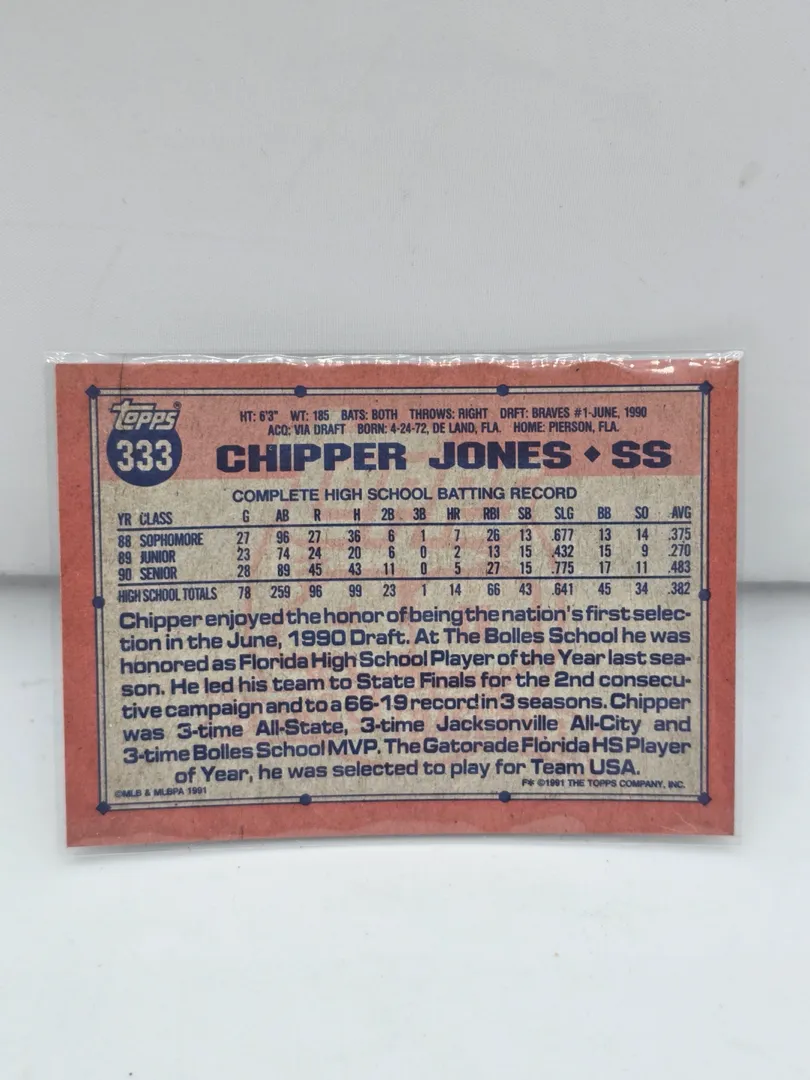 Topps®
333
HT: 6'3" WT: 185 BATS: BOTH THROWS: RIGHT DRFT: BRAVES #1-JUNE, 1990
ACQ: VIA DRAFT BORN: 4-24-72, DE LAND, FLA. HOME: PIERSON, FLA.
CHIPPER JONES ♦ SS
COMPLETE HIGH SCHOOL BATTING RECORD
YR CLASS G AB R H 2B 3B HR RBI SB SLG BB SO AVG
88 SOPHOMORE 27 96 27 36 6 1 7 26 13 .677 13 14 .375
89 JUNIOR 23 74 24 20 6 0 2 13 15 .432 15 9 .270
90 SENIOR 28 89 45 43 11 0 5 27 15 .775 17 11 .483
HIGH SCHOOL TOTALS 78 259 96 99 23 1 14 66 43 .641 45 34 .382
Chipper enjoyed the honor of being the nation's first selec-
tion in the June, 1990 Draft. At The Bolles School he was
honored as Florida High School Player of the Year last sea-
son. He led his team to State Finals for the 2nd consecu-
tive campaign and to a 66-19 record in 3 seasons. Chipper
was 3-time All-State, 3-time Jacksonville All-City and
3-time Bolles School MVP. The Gatorade Florida HS Player
of Year, he was selected to play for Team USA.
©MLB & MLBPA 1991
F* ©1991 THE TOPPS COMPANY, INC.